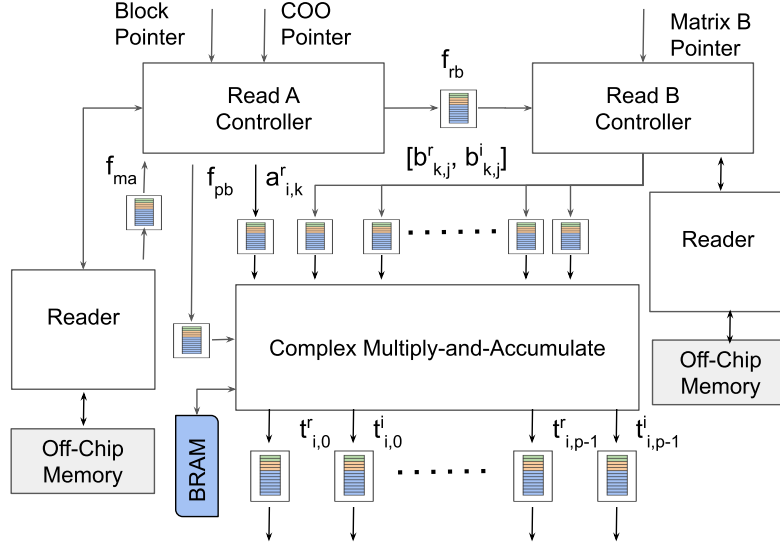 Block
Pointer
COO
Pointer
Matrix B
Pointer
Read A
Controller
f_rb
Read B
Controller
f_ma
f_pb
a^r_i,k
[b^r_k,j, b^i_k,j]
Reader
Reader
Complex Multiply-and-Accumulate
Off-Chip
Memory
Off-Chip
Memory
BRAM
t^r_i,0
t^i_i,0
t^r_i,p-1
t^i_i,p-1